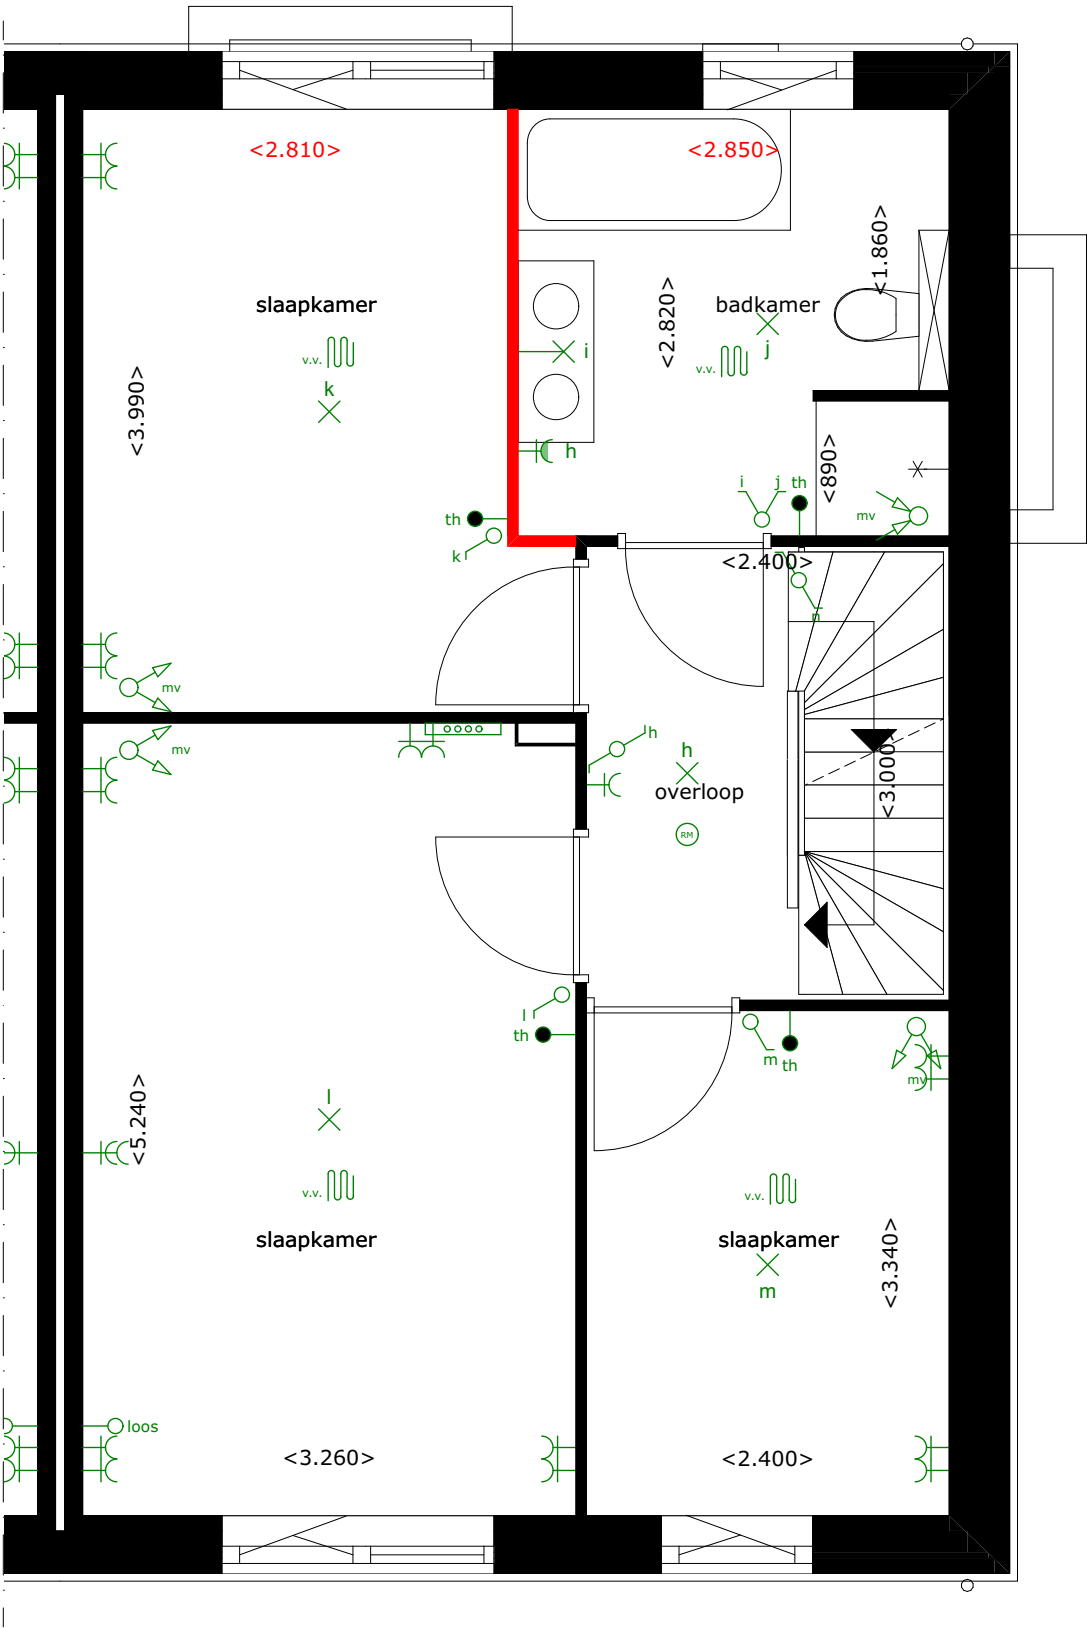 <2.810>
<2.850>
<1.860>
slaapkamer
badkamer
<2.820>
j
i
v.v.
v.v.
k
<3.990>
h
<890>
i
j
th
th
mv
k
<2.400>
n
mv
mv
h
h
overloop
<3.000>
RM
l
th
m
th
mv
<5.240>
l
v.v.
v.v.
slaapkamer
slaapkamer
<3.340>
m
loos
<3.260>
<2.400>